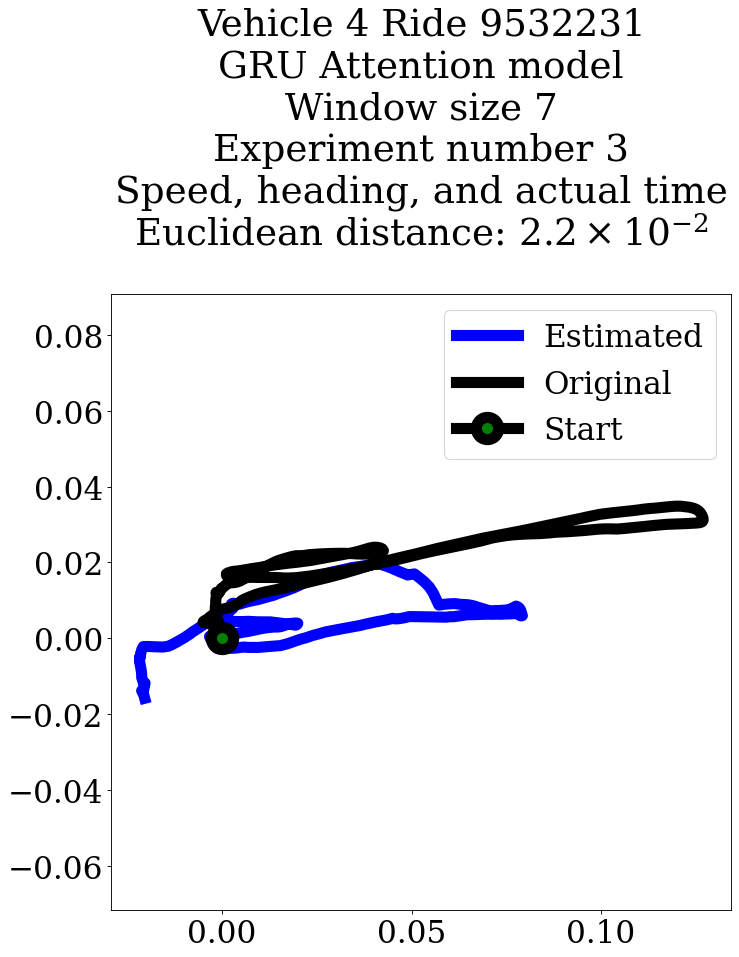 Vehicle 4 Ride 9532231
GRU Attention model
Window size 7
Experiment number 3
Speed, heading, and actual time
Euclidean distance: 2.2 × 10⁻²
Estimated
Original
Start
0.08
0.06
0.04
0.02
0.00
−0.02
−0.04
−0.06
0.00 0.05 0.10